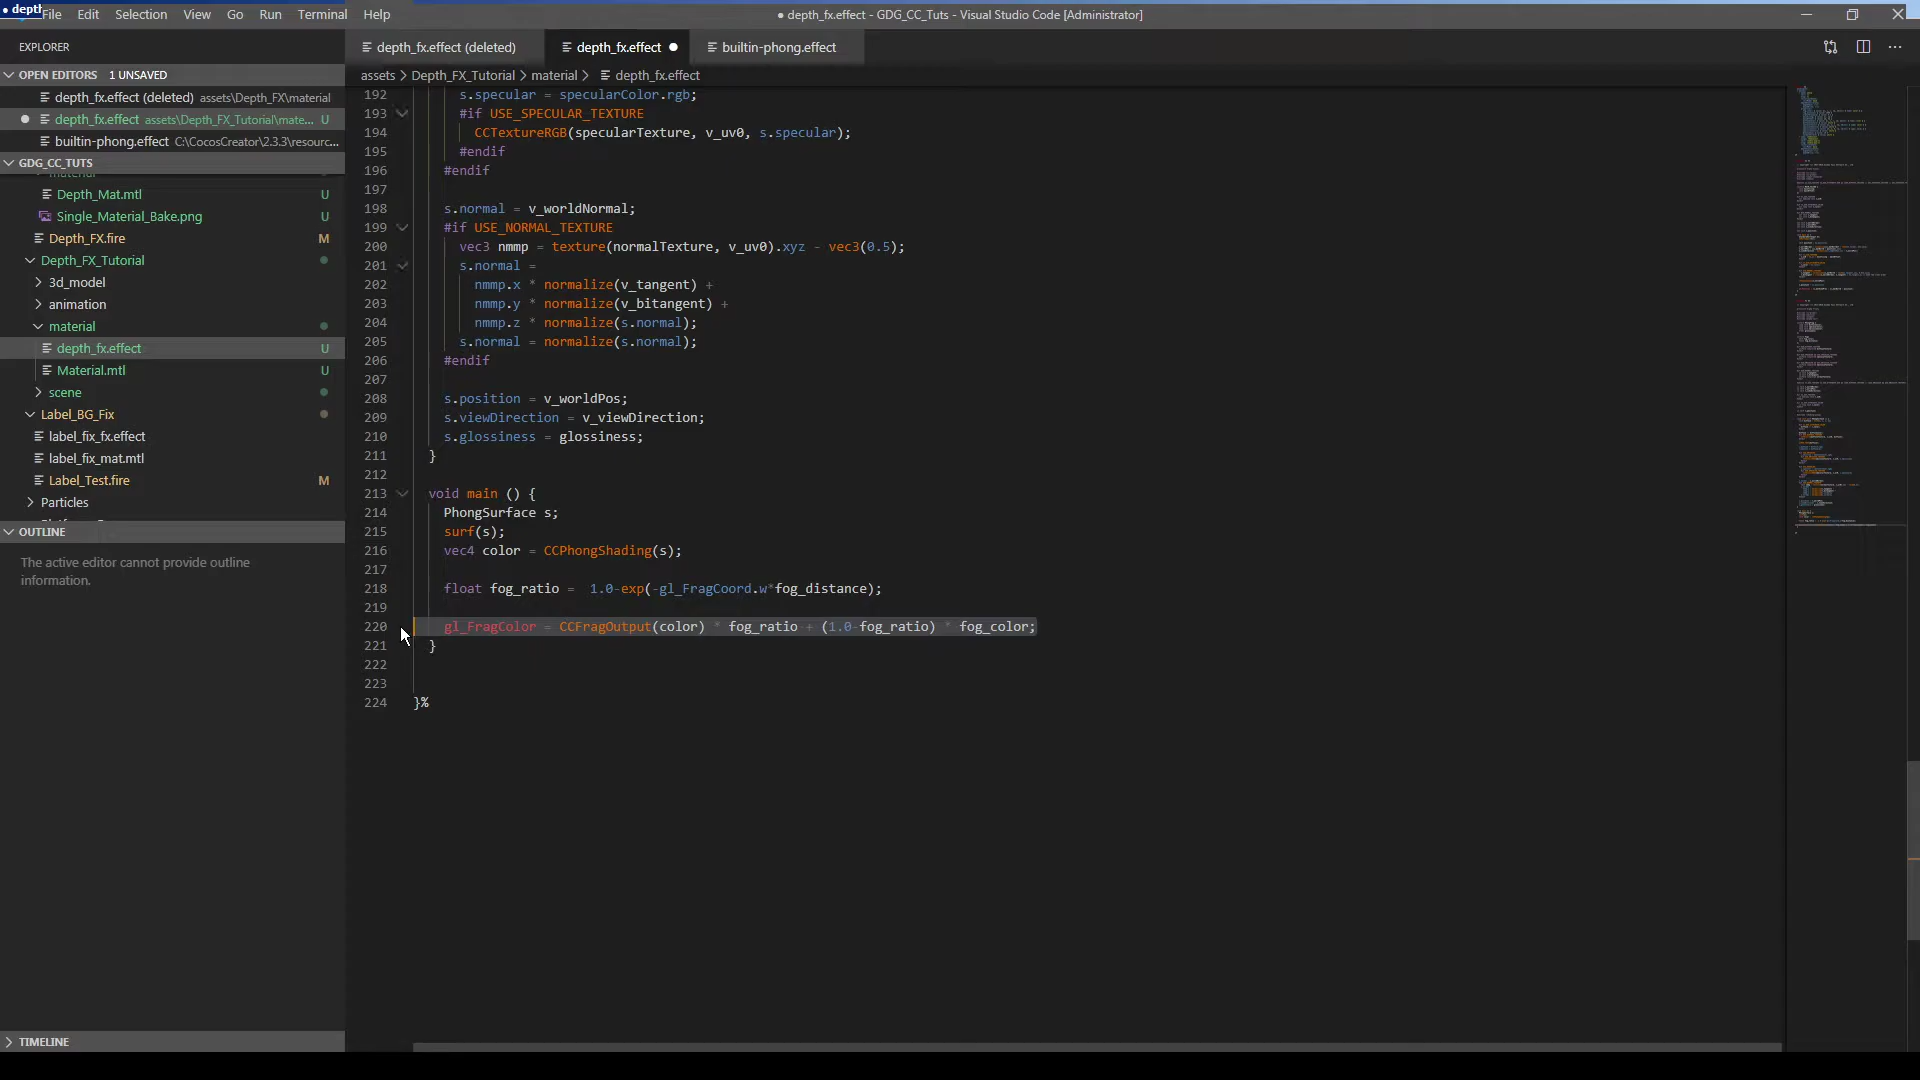 • depth
File Edit Selection View Go Run Terminal Help
● depth_fx.effect - GDG_CC_Tuts - Visual Studio Code [Administrator]
EXPLORER
OPEN EDITORS 1 UNSAVED
depth_fx.effect (deleted) assets\Depth_FX\material
depth_fx.effect assets\Depth_FX_Tutorial\mate... U
builtin-phong.effect C:\CocosCreator\2.3.3\resourc...
GDG_CC_TUTS
material
Depth_Mat.mtl U
Single_Material_Bake.png U
Depth_FX.fire M
Depth_FX_Tutorial
3d_model
animation
material
depth_fx.effect U
Material.mtl U
scene
Label_BG_Fix
label_fix_fx.effect
label_fix_mat.mtl
Label_Test.fire M
Particles
OUTLINE
The active editor cannot provide outline
information.
TIMELINE
depth_fx.effect (deleted) depth_fx.effect ● builtin-phong.effect
assets > Depth_FX_Tutorial > material > depth_fx.effect
192 s.specular = specularColor.rgb;
193 #if USE_SPECULAR_TEXTURE
194 CCTextureRGB(specularTexture, v_uv0, s.specular);
195 #endif
196 #endif
197
198 s.normal = v_worldNormal;
199 #if USE_NORMAL_TEXTURE
200 vec3 nmmp = texture(normalTexture, v_uv0).xyz - vec3(0.5);
201 s.normal =
202 nmmp.x * normalize(v_tangent) +
203 nmmp.y * normalize(v_bitangent) +
204 nmmp.z * normalize(s.normal);
205 s.normal = normalize(s.normal);
206 #endif
207
208 s.position = v_worldPos;
209 s.viewDirection = v_viewDirection;
210 s.glossiness = glossiness;
211 }
212
213 void main () {
214 PhongSurface s;
215 surf(s);
216 vec4 color = CCPhongShading(s);
217
218 float fog_ratio =  1.0-exp(-gl_FragCoord.w*fog_distance);
219
220 gl_FragColor = CCFragOutput(color) * fog_ratio + (1.0-fog_ratio) * fog_color;
221 }
222
223
224 }%